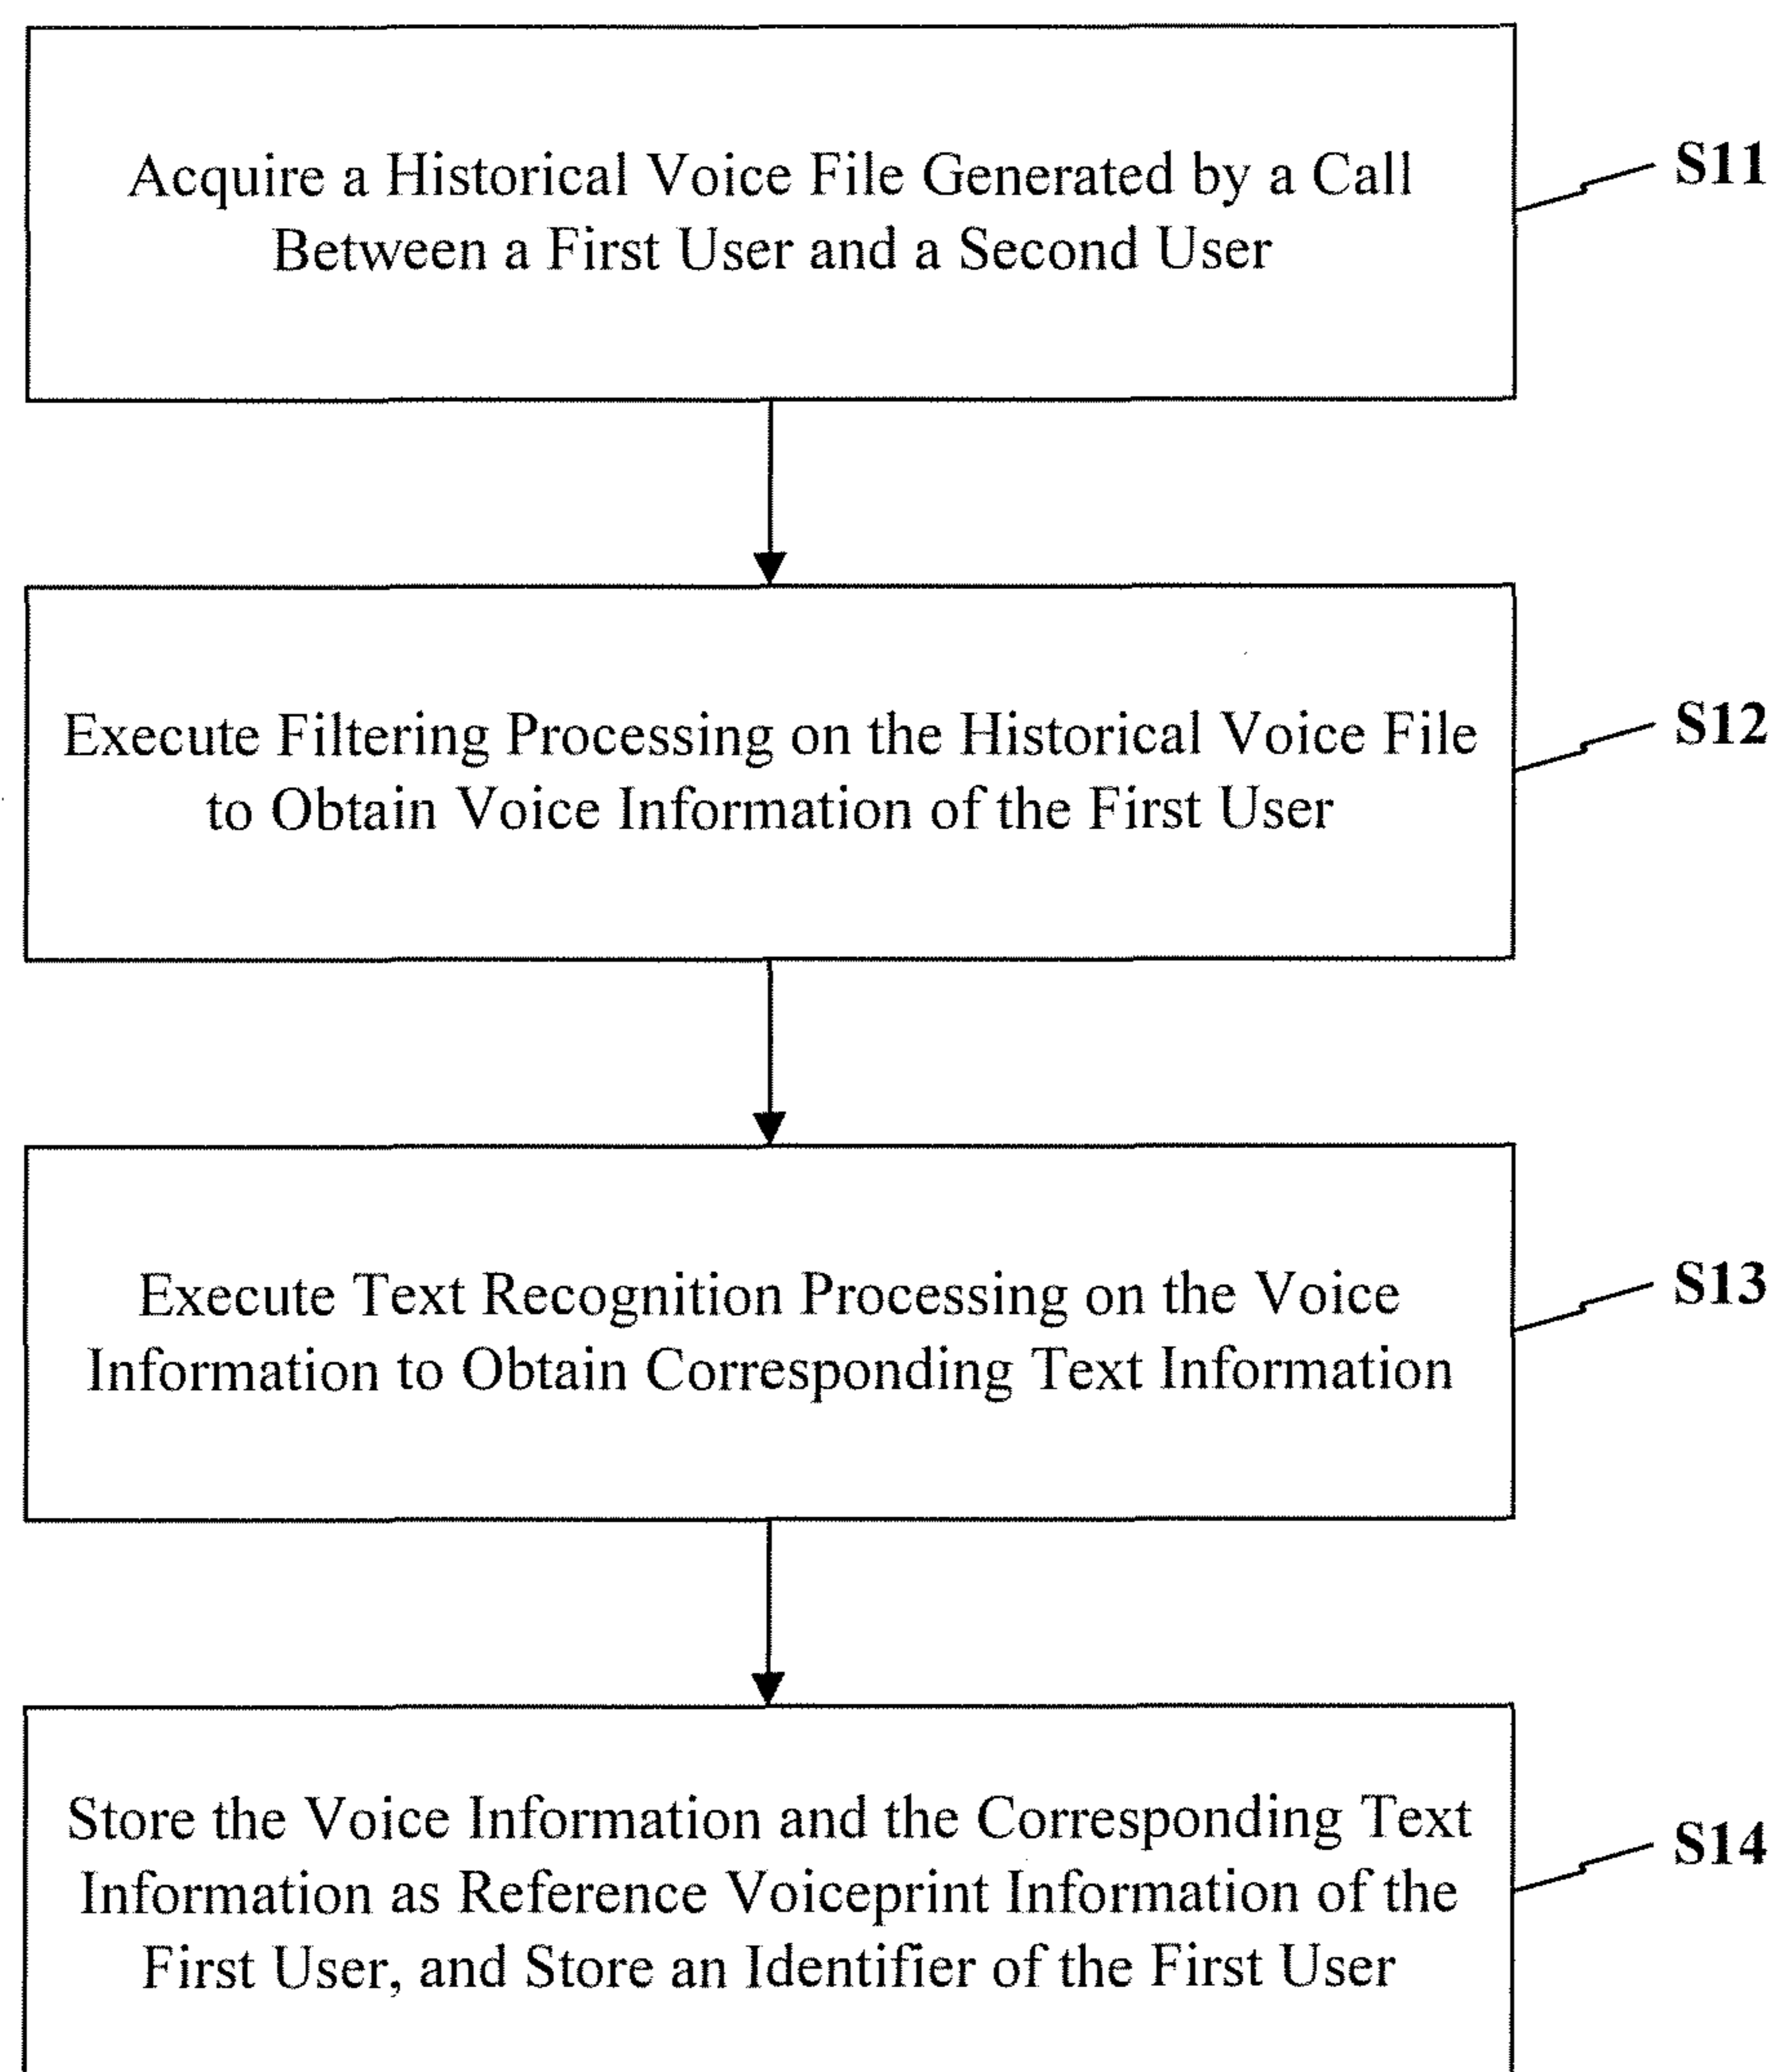 Acquire a Historical Voice File Generated by a Call
Between a First User and a Second User
S11
Execute Filtering Processing on the Historical Voice File
to Obtain Voice Information of the First User
S12
Execute Text Recognition Processing on the Voice
Information to Obtain Corresponding Text Information
S13
Store the Voice Information and the Corresponding Text
Information as Reference Voiceprint Information of the
First User, and Store an Identifier of the First User
S14